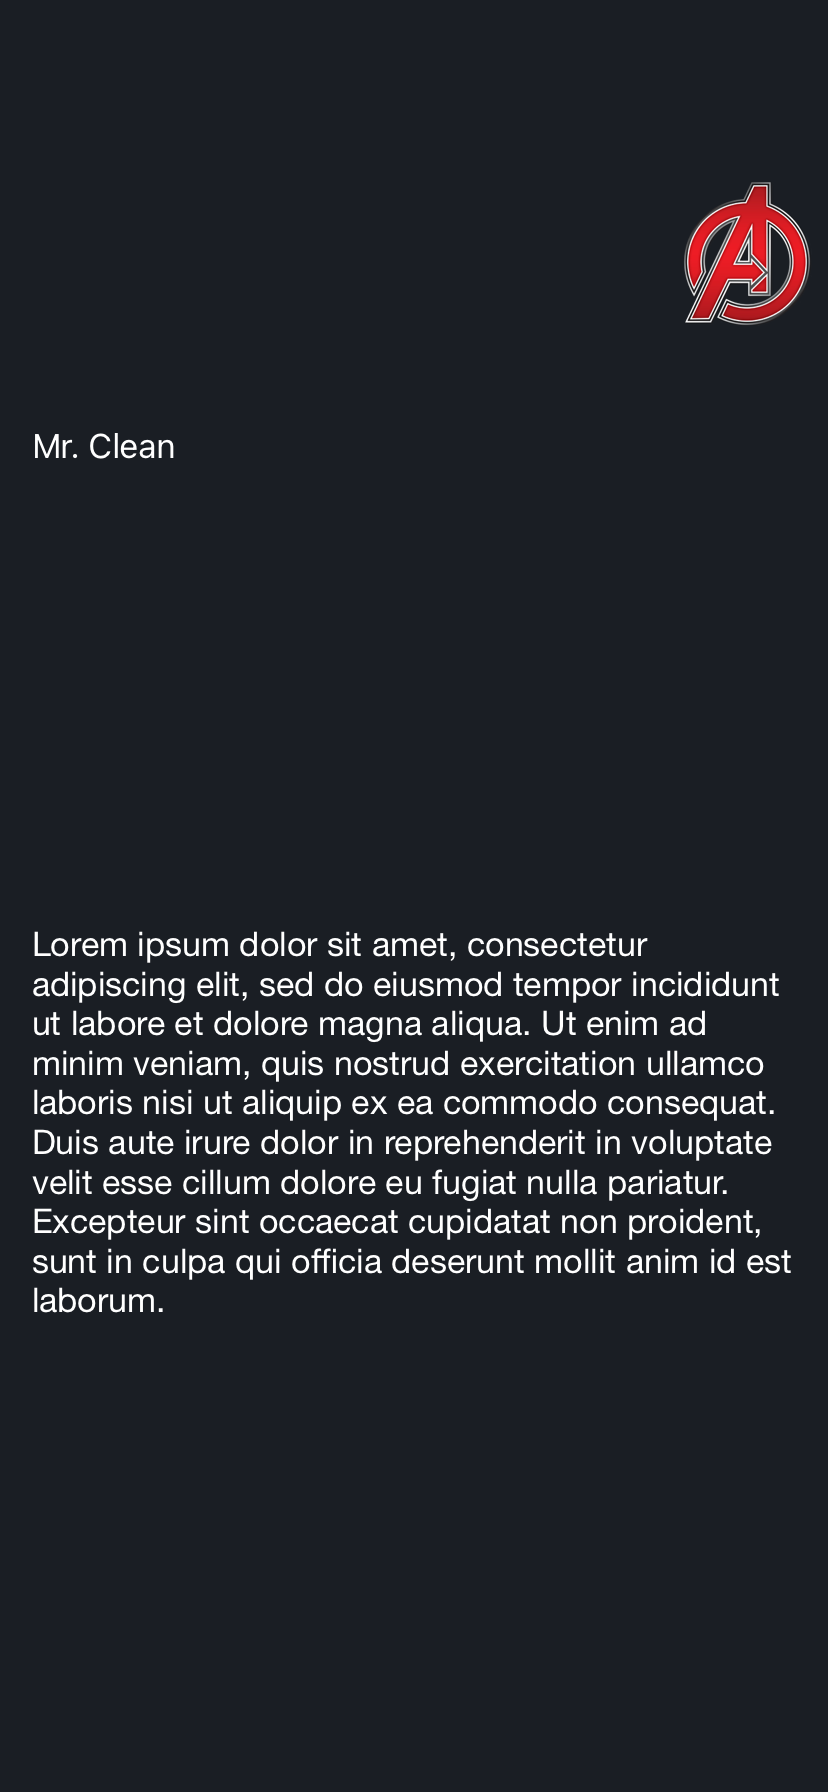 Mr. Clean
Lorem ipsum dolor sit amet, consectetur
adipiscing elit, sed do eiusmod tempor incididunt
ut labore et dolore magna aliqua. Ut enim ad
minim veniam, quis nostrud exercitation ullamco
laboris nisi ut aliquip ex ea commodo consequat.
Duis aute irure dolor in reprehenderit in voluptate
velit esse cillum dolore eu fugiat nulla pariatur.
Excepteur sint occaecat cupidatat non proident,
sunt in culpa qui officia deserunt mollit anim id est
laborum.